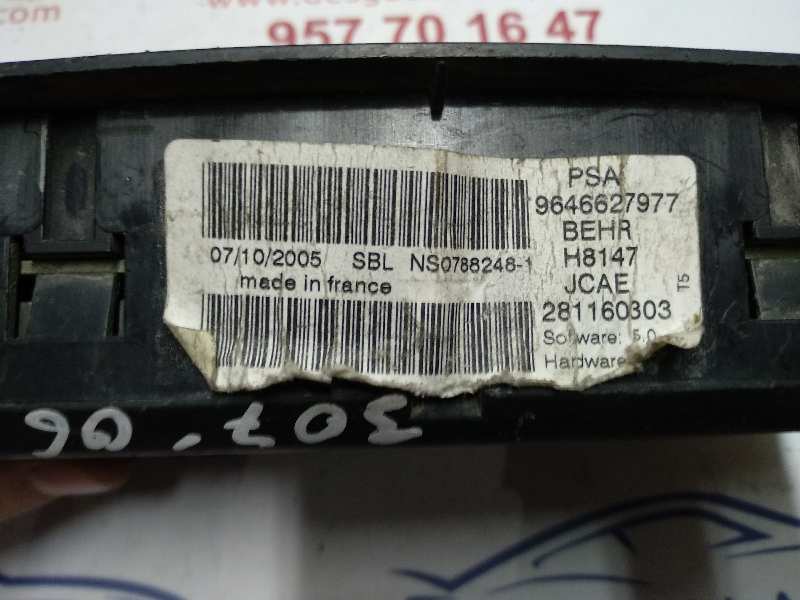 957 70 16 47
PSA
9646627977
BEHR
07/10/2005 SBL NS0788248-1
H8147
made in france
JCAE
T5
281160303
Software: 5.0
Hardware
307 - 06